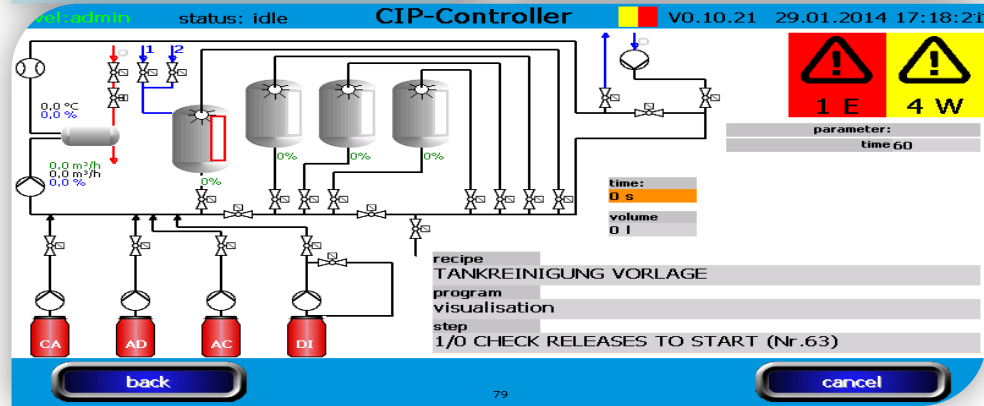 vel:admin status: idle CIP-Controller V0.10.21 29.01.2014 17:18:21
1 2
0,0 °C
0,0 %
0,0 m³/h
0,0 m³/h
0,0 %
0%
0%
0%
0%
1 E 4 W
parameter:
time 60
time:
0 s
volume
0 l
recipe
TANKREINIGUNG VORLAGE
program
visualisation
step
1/0 CHECK RELEASES TO START (Nr.63)
CA AD AC DI
back
79
cancel